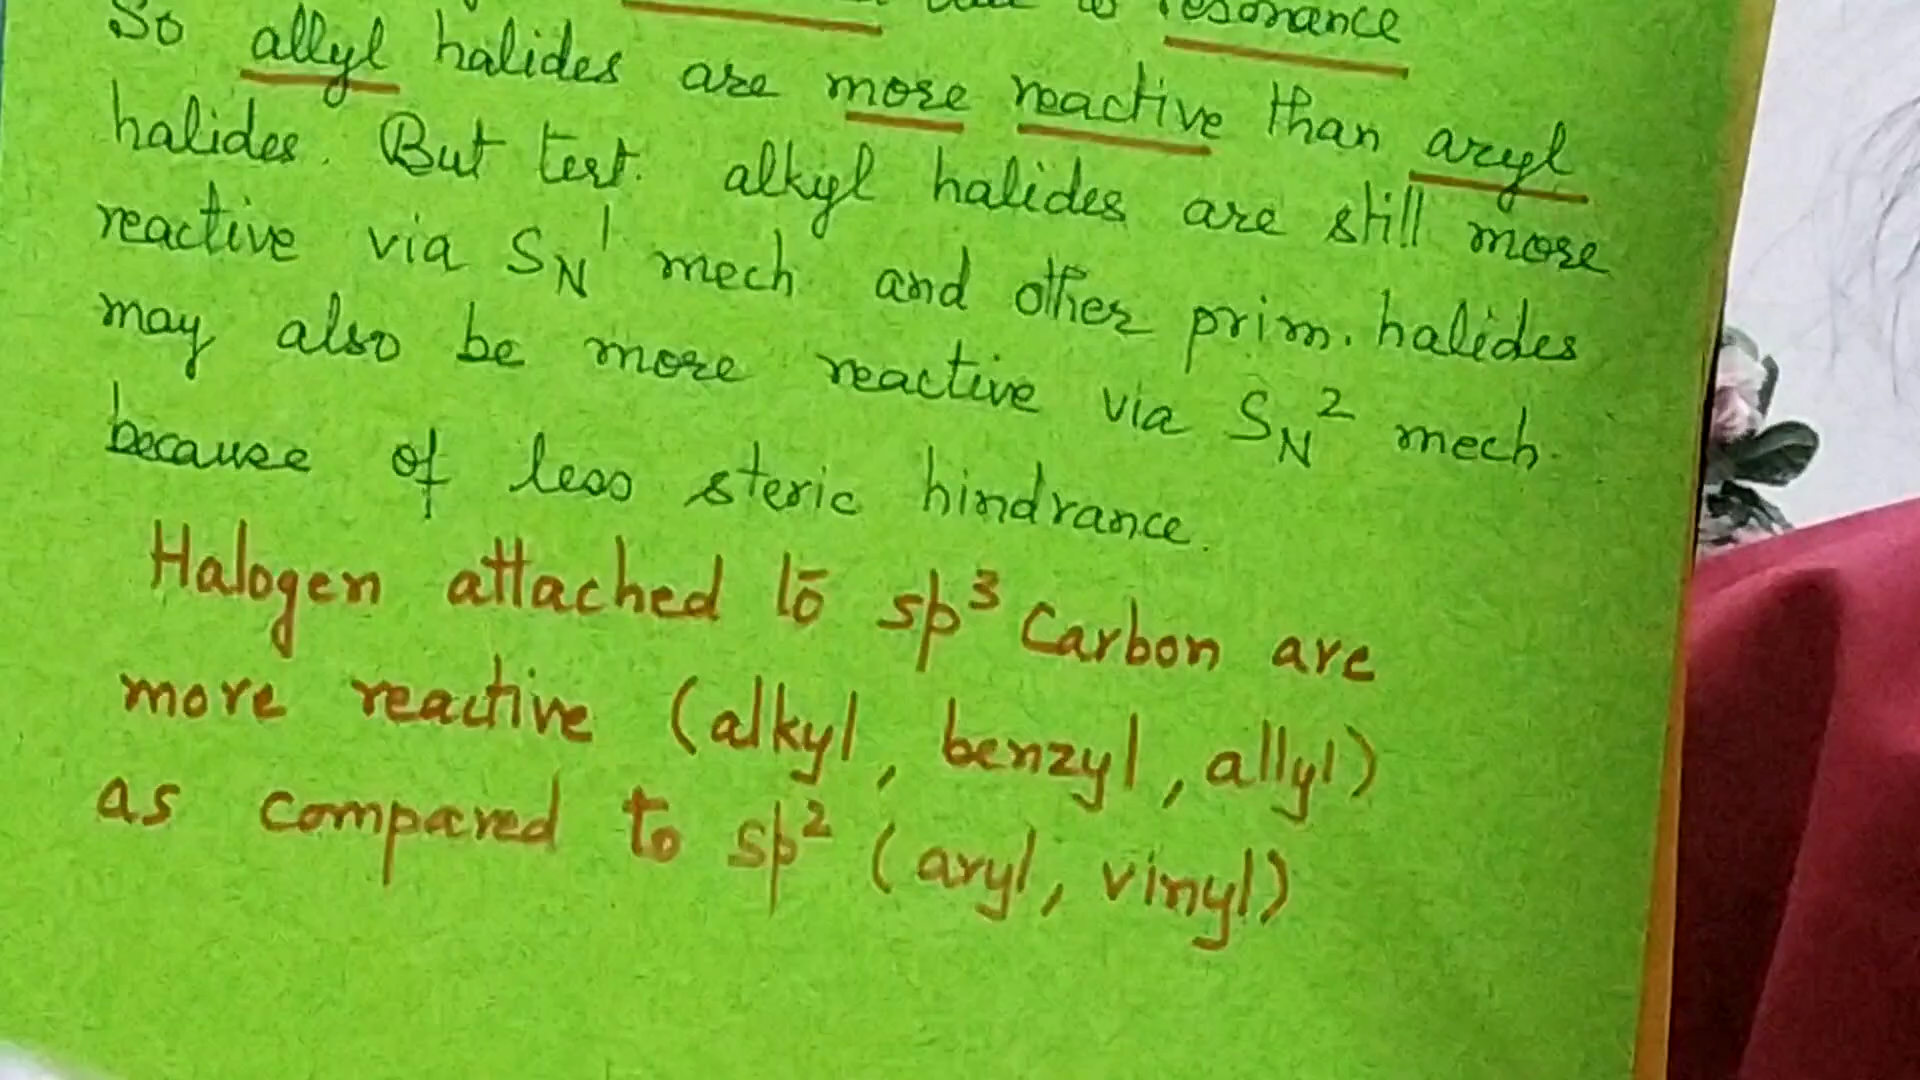 resonance
So allyl halides are more reactive than aryl
halides. But tert. alkyl halides are still more
reactive via SN1 mech and other prim. halides
may also be more reactive via SN2 mech.
because of less steric hindrance.
Halogen attached to sp3 Carbon are
more reactive (alkyl, benzyl, allyl)
as compared to sp2 (aryl, vinyl)